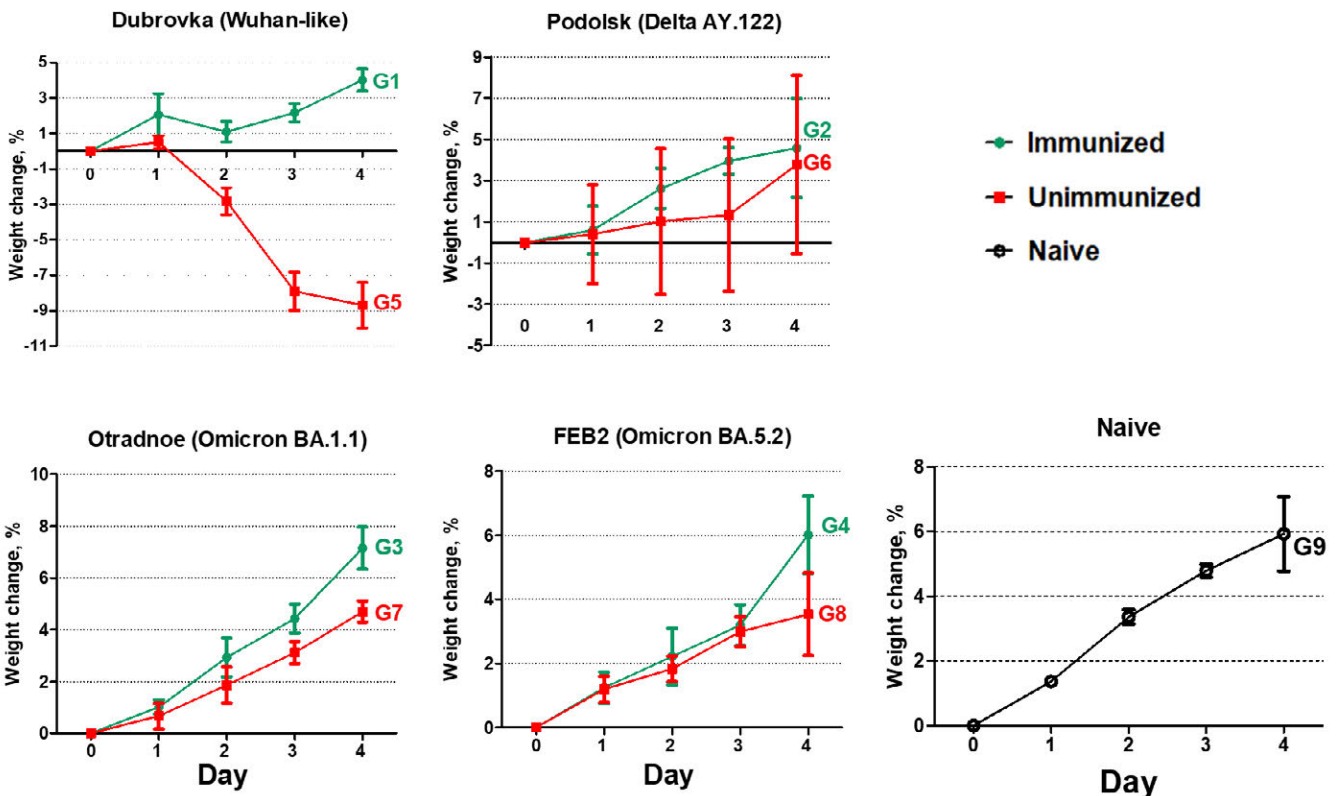 Dubrovka (Wuhan-like)
Weight change, %
5
3
1
-1
-3
-5
-7
-9
-11
0 1 2 3 4
G1
G5
Podolsk (Delta AY.122)
Weight change, %
9
7
5
3
1
-1
-3
-5
0 1 2 3 4
G2
G6
Immunized
Unimmunized
Naive
Otradnoe (Omicron BA.1.1)
Weight change, %
10
8
6
4
2
0
0 1 2 3 4
G3
G7
Day
FEB2 (Omicron BA.5.2)
Weight change, %
8
6
4
2
0
0 1 2 3 4
G4
G8
Day
Naive
Weight change, %
8
6
4
2
0
0 1 2 3 4
G9
Day